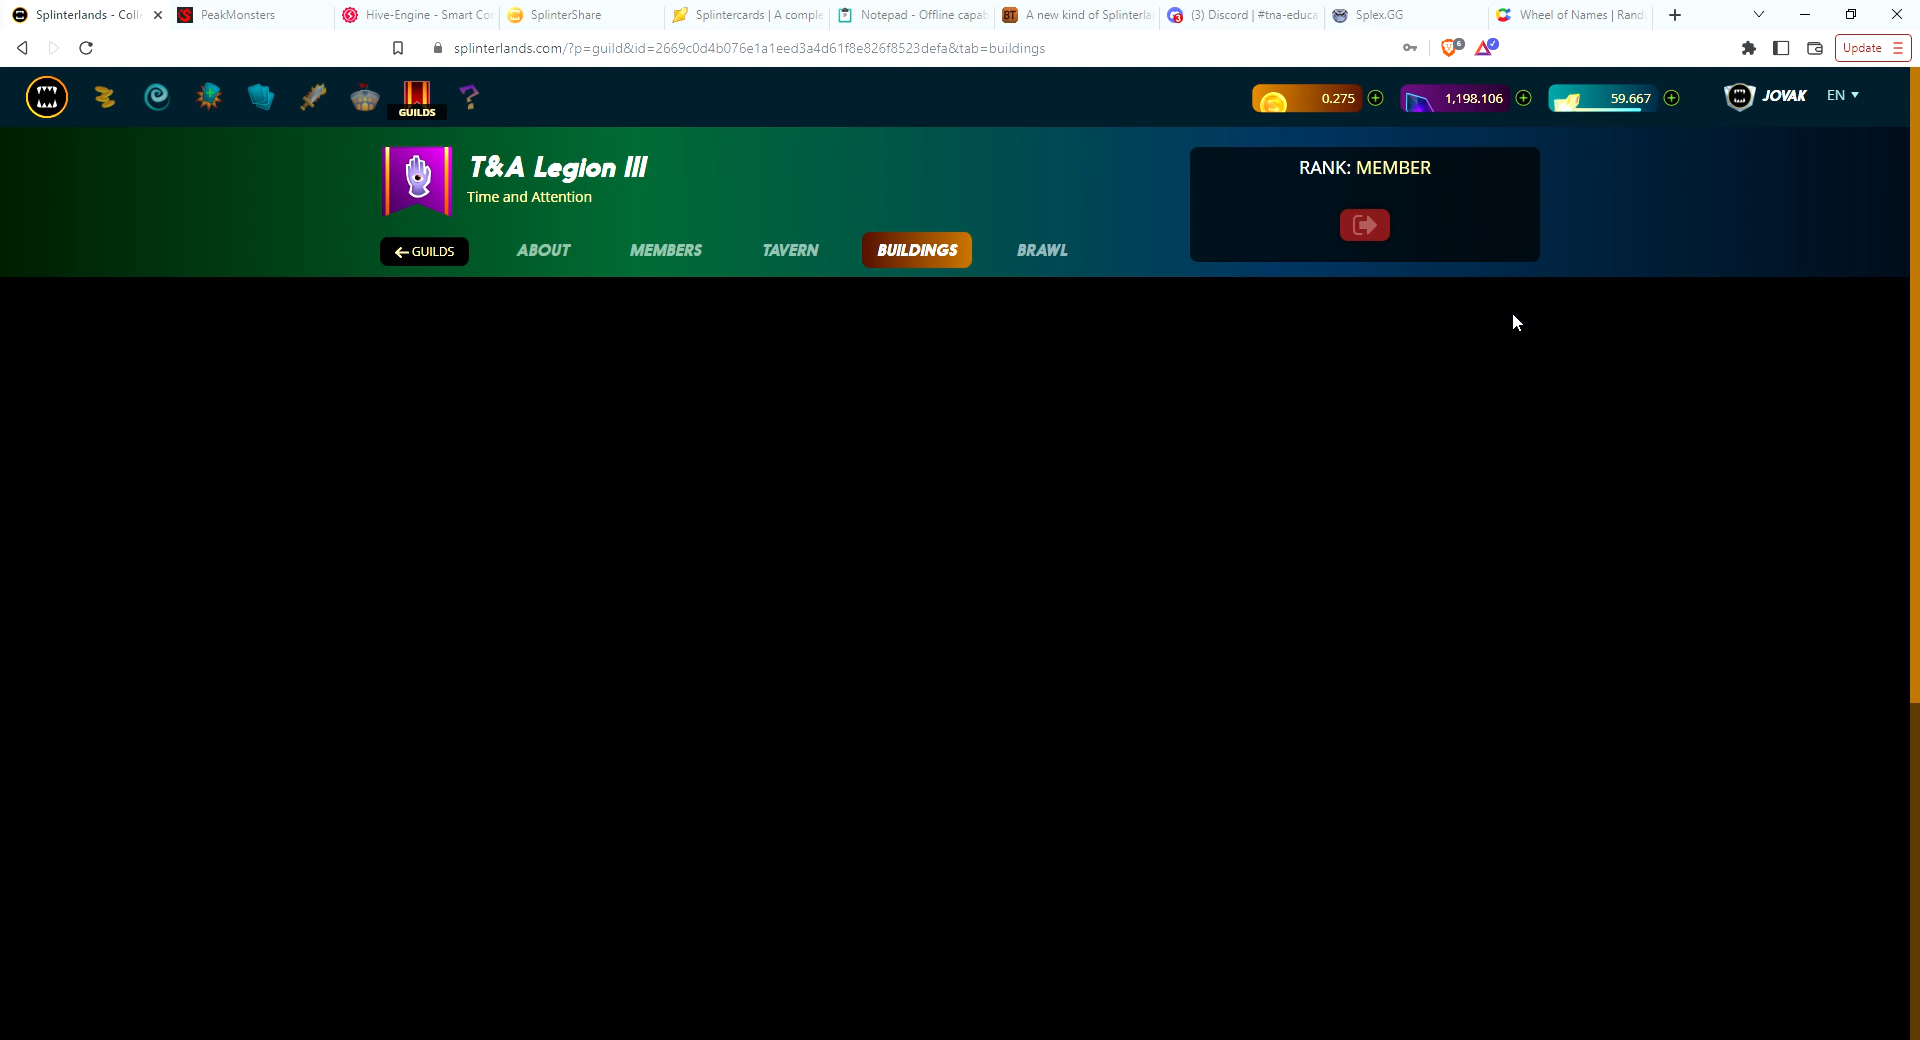 Splinterlands - Coll
PeakMonsters
Hive-Engine - Smart Co
SplinterShare
Splintercards | A comple
Notepad - Offline capab
BT
A new kind of Splinterla
(3) Discord | #tna-educa
Splex.GG
Wheel of Names | Rand
splinterlands.com/?p=guild&id=2669c0d4b076e1a1eed3a4d61f8e826f8523defa&tab=buildings
6
Update
GUILDS
0.275
1,198.106
59.667
JOVAK
EN
T&A Legion III
Time and Attention
RANK: MEMBER
GUILDS
ABOUT
MEMBERS
TAVERN
BUILDINGS
BRAWL